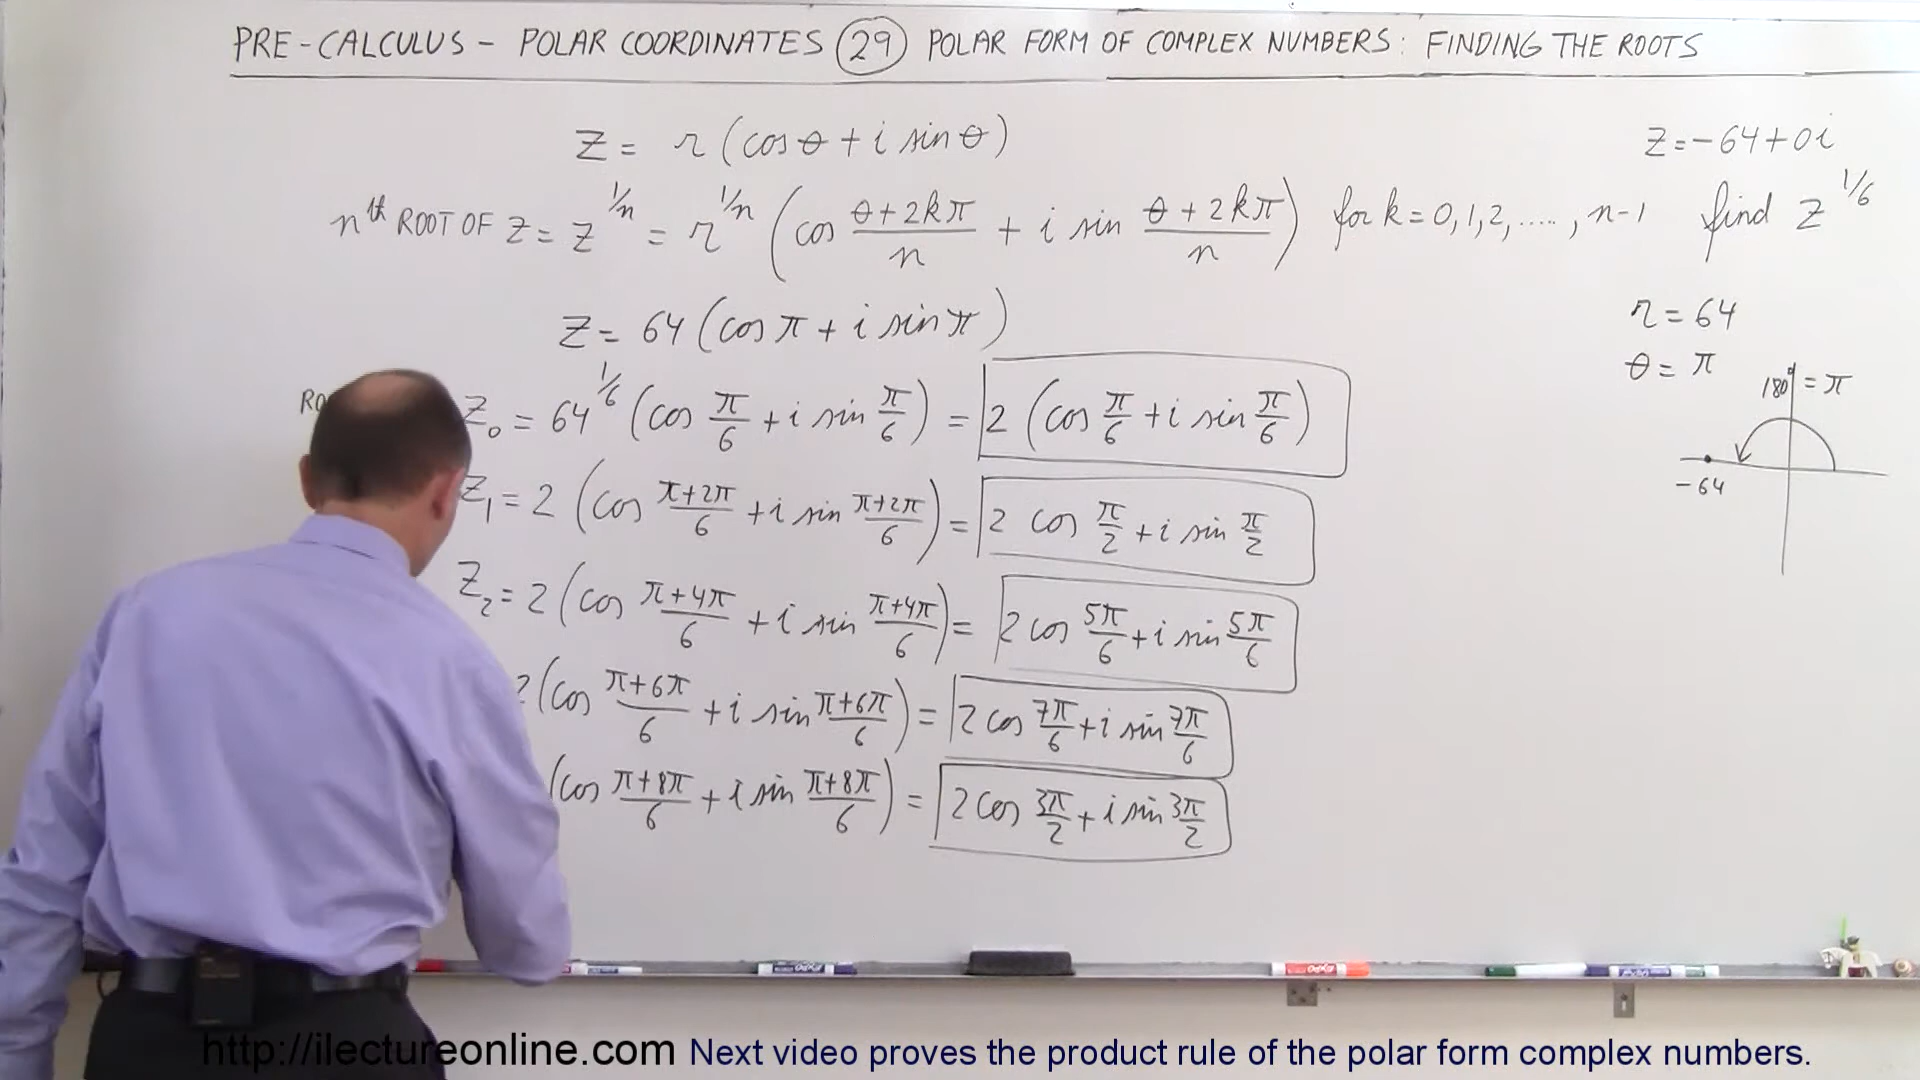 PRE-CALCULUS - POLAR COORDINATES 29 POLAR FORM OF COMPLEX NUMBERS: FINDING THE ROOTS
z = r (cos θ + i sin θ)
z = -64 + 0i
nth ROOT OF z = z^(1/n) = r^(1/n) (cos (θ+2kπ)/n + i sin (θ+2kπ)/n) for k = 0, 1, 2, ....., n-1
find z^(1/6)
z = 64 (cos π + i sin π)
r = 64
θ = π
180° = π
-64
z₀ = 64^(1/6) (cos π/6 + i sin π/6) = 2 (cos π/6 + i sin π/6)
z₁ = 2 (cos (π+2π)/6 + i sin (π+2π)/6) = 2 cos π/2 + i sin π/2
z₂ = 2 (cos (π+4π)/6 + i sin (π+4π)/6) = 2 cos 5π/6 + i sin 5π/6
2 (cos (π+6π)/6 + i sin (π+6π)/6) = 2 cos 7π/6 + i sin 7π/6
(cos (π+8π)/6 + i sin (π+8π)/6) = 2 cos 3π/2 + i sin 3π/2
http://ilectureonline.com Next video proves the product rule of the polar form complex numbers.